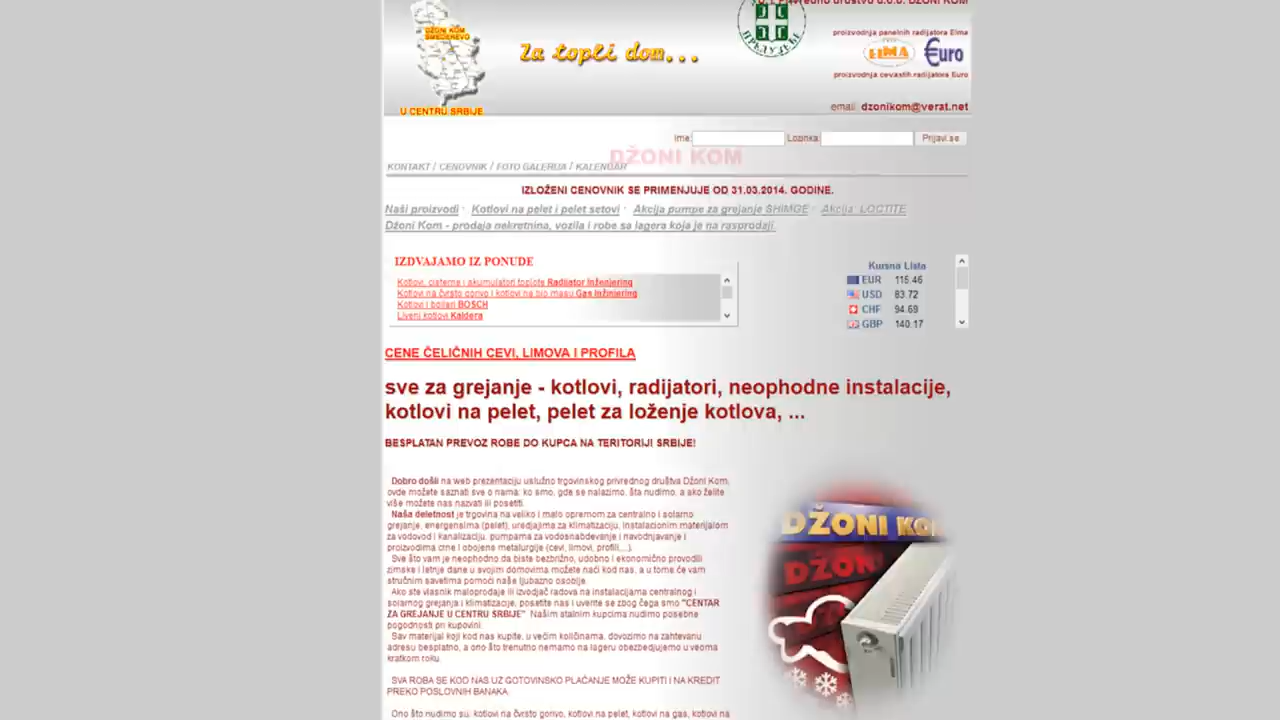 U.T Privredno društvo d.o.o. DŽONI KOM
DŽONI KOM
SMEDEREVO
U CENTRU SRBIJE
Za topli dom...
proizvodnja panelnih radijatora Elma
Euro
proizvodnja cevastih radijatora Euro
email: dzonikom@verat.net
Ime: Lozinka: Prijavi se
DŽONI KOM
KONTAKT / CENOVNIK / FOTO GALERIJA / KALENDAR
IZLOŽENI CENOVNIK SE PRIMENJUJE OD 31.03.2014. GODINE.
Naši proizvodi · Kotlovi na pelet i pelet setovi · Akcija pumpe za grejanje SHIMGE · Akcija LOCTITE
Džoni Kom - prodaja nekretnina, vozila i robe sa lagera koja je na rasprodaji.
IZDVAJAMO IZ PONUDE
Kotlovi, cisterne i akumulatori toplote Radijator Inženjering
Kotlovi na čvrsto gorivo i kotlovi na bio masu Gas Inžinjering
Kotlovi i bojleri BOSCH
Liveni kotlovi Kaldera
Kursna Lista
EUR 115.46
USD 83.72
CHF 94.69
GBP 140.17
CENE ČELIČNIH CEVI, LIMOVA I PROFILA
sve za grejanje - kotlovi, radijatori, neophodne instalacije,
kotlovi na pelet, pelet za loženje kotlova, ...
BESPLATAN PREVOZ ROBE DO KUPCA NA TERITORIJI SRBIJE!
Dobro došli na web prezentaciju uslužno trgovinskog privrednog društva Džoni Kom,
ovde možete saznati sve o nama: ko smo, gde se nalazimo, šta nudimo, a ako želite
više možete nas nazvati ili posetiti.
Naša delatnost je trgovina na veliko i malo opremom za centralno i solarno
grejanje, energensima (pelet), uredjajima za klimatizaciju, instalacionim materijalom
za vodovod i kanalizaciju, pumpama za vodosnabdevanje i navodnjavanje i
proizvodima crne i obojene metalurgije (cevi, limovi, profili,...).
Sve što vam je neophodno da biste bezbrižno, udobno i ekonomično provodili
zimske i letnje dane u svojim domovima možete naći kod nas, a u tome će vam
stručnim savetima pomoći naše ljubazno osoblje.
Ako ste vlasnik maloprodaje ili izvodjač radova na instalacijama centralnog i
solarnog grejanja i klimatizacije, posetite nas i uverite se zbog čega smo "CENTAR
ZA GREJANJE U CENTRU SRBIJE" Našim stalnim kupcima nudimo posebne
pogodnosti pri kupovini.
Sav materijal koji kod nas kupite, u većim količinama, dovozimo na zahtevanu
adresu besplatno, a ono što trenutno nemamo na lageru obezbedjujemo u veoma
kratkom roku.
SVA ROBA SE KOD NAS UZ GOTOVINSKO PLAĆANJE MOŽE KUPITI I NA KREDIT
PREKO POSLOVNIH BANAKA.
Ono što nudimo su: kotlovi na čvrsto gorivo, kotlovi na pelet, kotlovi na gas, kotlovi na
DŽONI KOM
DŽON